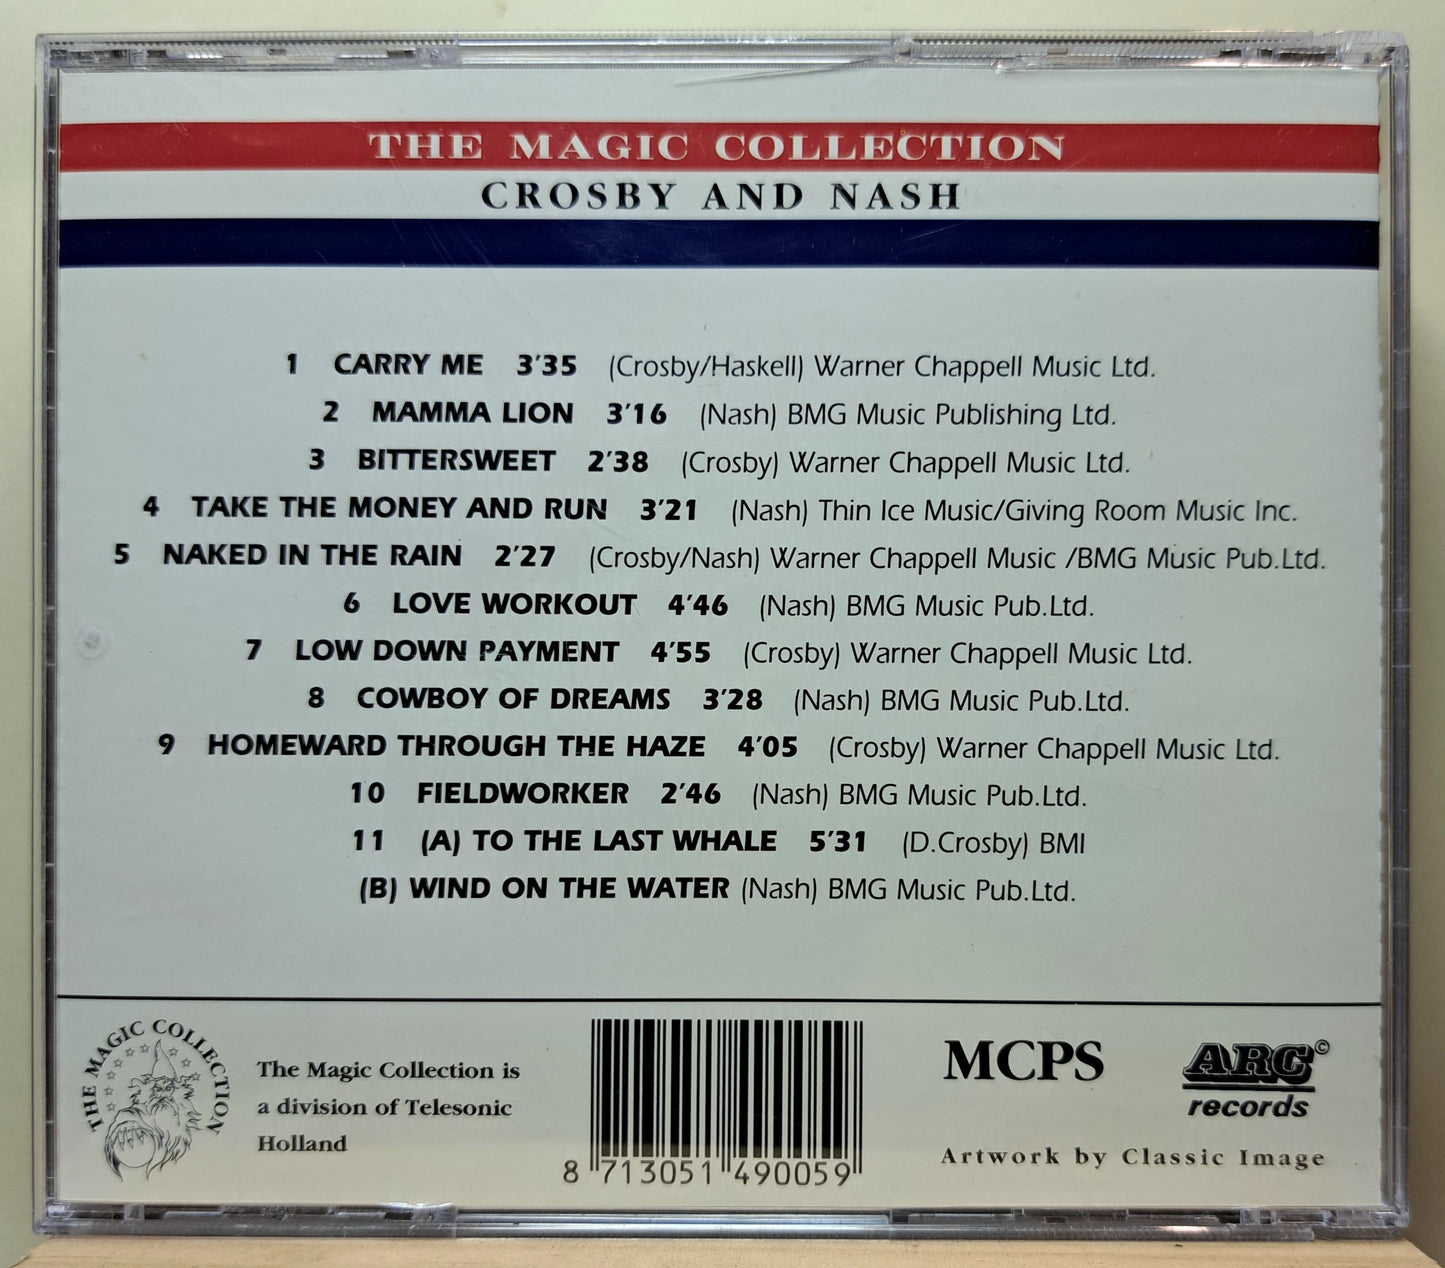 THE MAGIC COLLECTION
CROSBY AND NASH
1 CARRY ME 3'35 (Crosby/Haskell) Warner Chappell Music Ltd.
2 MAMMA LION 3'16 (Nash) BMG Music Publishing Ltd.
3 BITTERSWEET 2'38 (Crosby) Warner Chappell Music Ltd.
4 TAKE THE MONEY AND RUN 3'21 (Nash) Thin Ice Music/Giving Room Music Inc.
5 NAKED IN THE RAIN 2'27 (Crosby/Nash) Warner Chappell Music /BMG Music Pub.Ltd.
6 LOVE WORKOUT 4'46 (Nash) BMG Music Pub.Ltd.
7 LOW DOWN PAYMENT 4'55 (Crosby) Warner Chappell Music Ltd.
8 COWBOY OF DREAMS 3'28 (Nash) BMG Music Pub.Ltd.
9 HOMEWARD THROUGH THE HAZE 4'05 (Crosby) Warner Chappell Music Ltd.
10 FIELDWORKER 2'46 (Nash) BMG Music Pub.Ltd.
11 (A) TO THE LAST WHALE 5'31 (D.Crosby) BMI
(B) WIND ON THE WATER (Nash) BMG Music Pub.Ltd.
THE MAGIC COLLECTION
The Magic Collection is
a division of Telesonic
Holland
8 713051 490059
MCPS
ARC©
records
Artwork by Classic Image